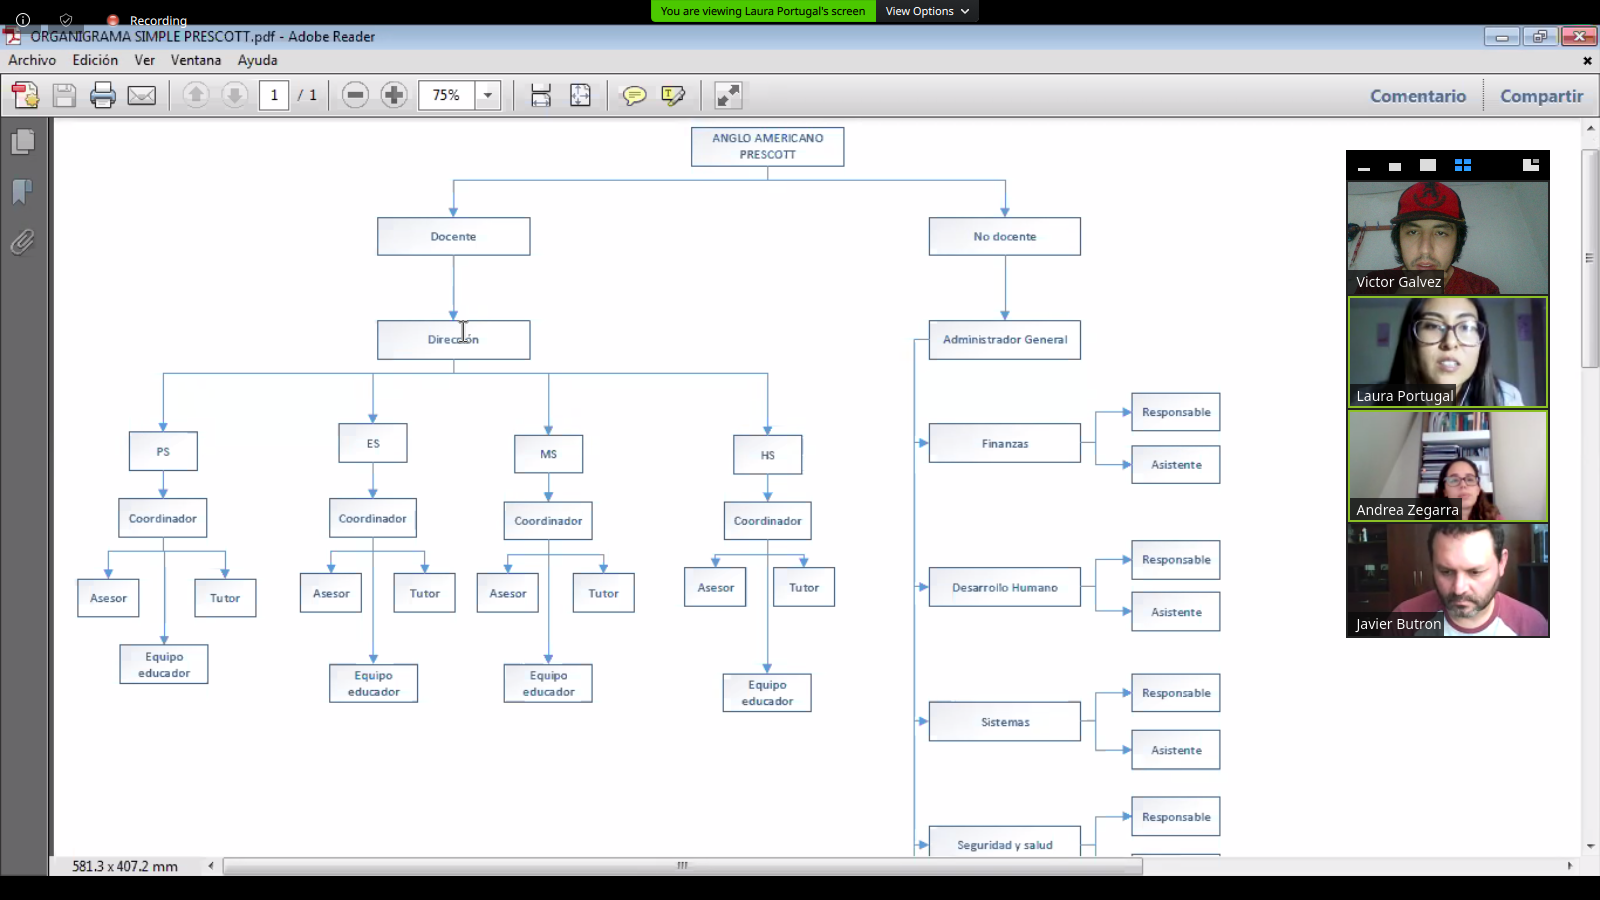 Recording
You are viewing Laura Portugal's screen
View Options
ORGANIGRAMA SIMPLE PRESCOTT.pdf - Adobe Reader
Archivo Edición Ver Ventana Ayuda
1 / 1
75%
Comentario
Compartir
ANGLO AMERICANO
PRESCOTT
Docente
No docente
Dirección
Administrador General
PS
ES
MS
HS
Coordinador
Coordinador
Coordinador
Coordinador
Asesor
Tutor
Asesor
Tutor
Asesor
Tutor
Asesor
Tutor
Equipo
educador
Equipo
educador
Equipo
educador
Equipo
educador
Finanzas
Responsable
Asistente
Desarrollo Humano
Responsable
Asistente
Sistemas
Responsable
Asistente
Seguridad y salud
Responsable
Victor Galvez
Laura Portugal
Andrea Zegarra
Javier Butron
581.3 x 407.2 mm